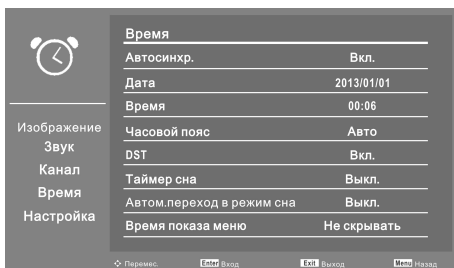 Время
Автосинхр. Вкл.
Дата 2013/01/01
Время 00:06
Часовой пояс Авто
DST Вкл.
Таймер сна Выкл.
Автом.переход в режим сна Выкл.
Время показа меню Не скрывать
Изображение
Звук
Канал
Время
Настройка
Перемес. Enter Вход Exit Выход Menu Назад